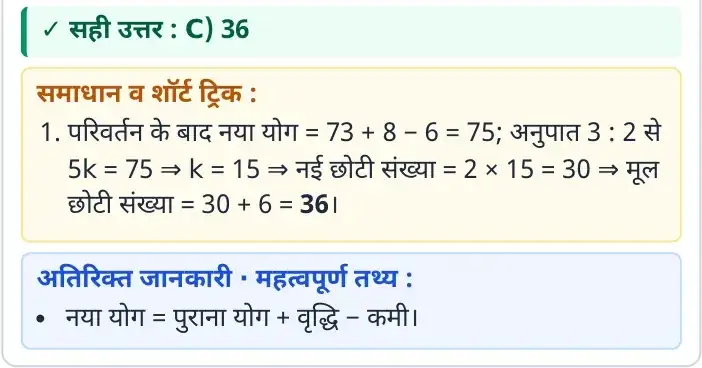 ✓ सही उत्तर : C) 36
समाधान व शॉर्ट ट्रिक :
1. परिवर्तन के बाद नया योग = 73 + 8 − 6 = 75; अनुपात 3 : 2 से
5k = 75 ⇒ k = 15 ⇒ नई छोटी संख्या = 2 × 15 = 30 ⇒ मूल
छोटी संख्या = 30 + 6 = 36।
अतिरिक्त जानकारी · महत्वपूर्ण तथ्य :
• नया योग = पुराना योग + वृद्धि − कमी।